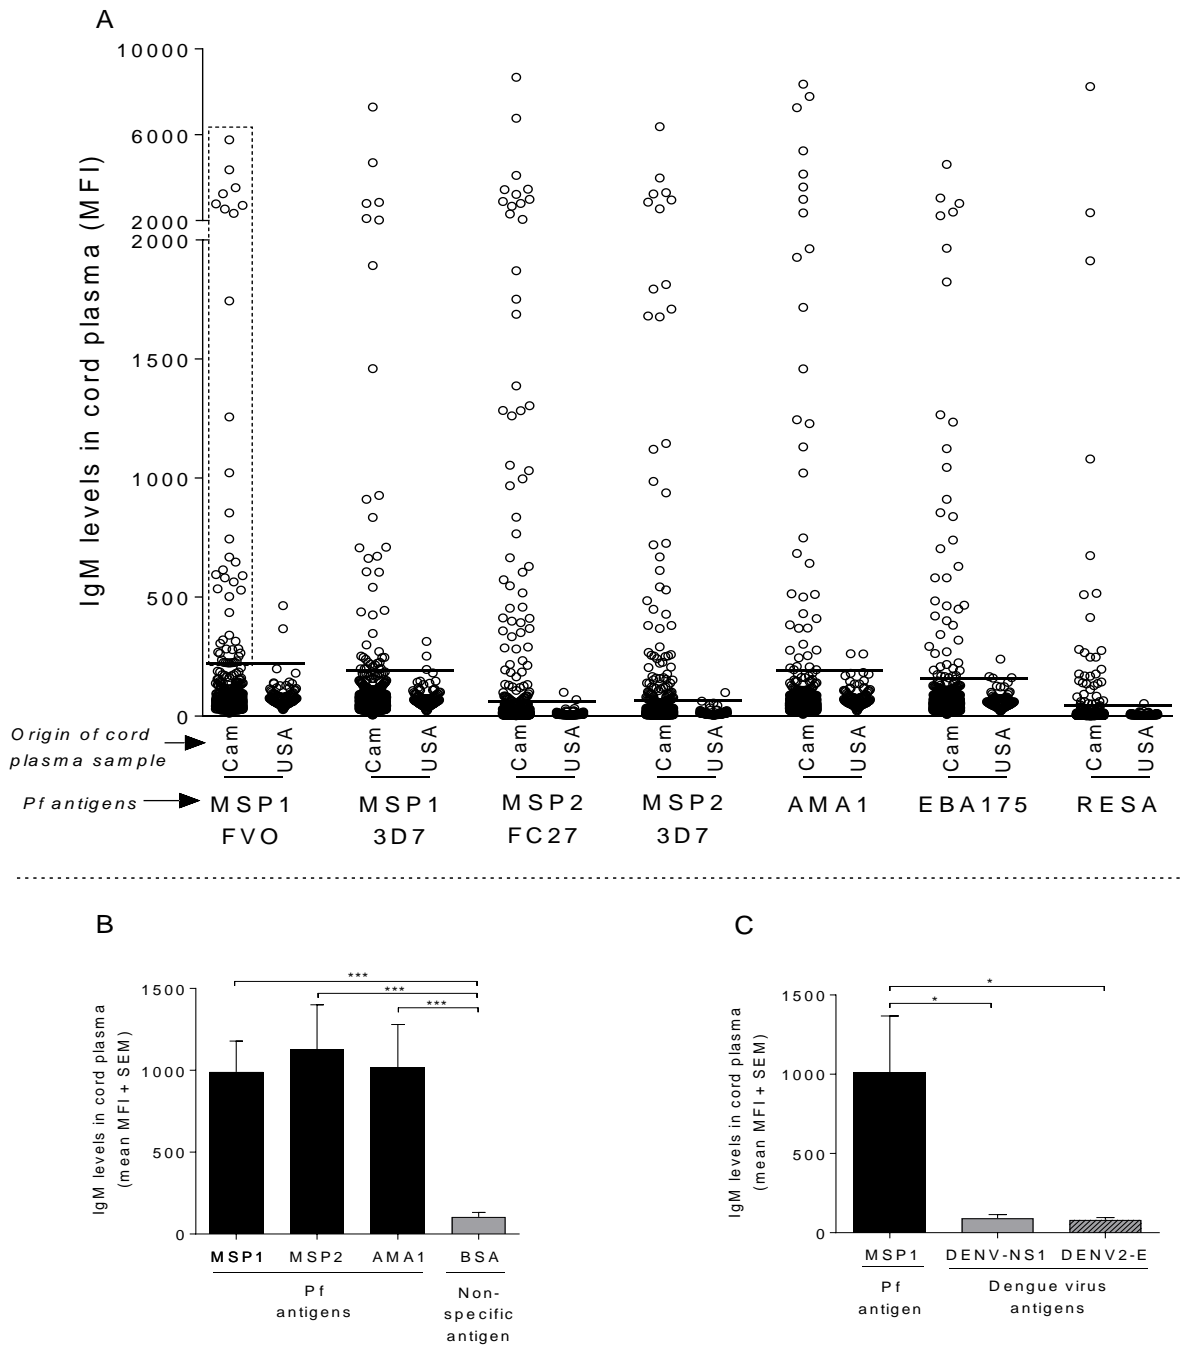 A
IgM levels in cord plasma (MFI)
10000
6000
2000
2000
1500
1000
500
0
Origin of cord
plasma sample
Cam USA Cam USA Cam USA Cam USA Cam USA Cam USA Cam USA
Pf antigens
MSP1 MSP1 MSP2 MSP2 AMA1 EBA175 RESA
FVO 3D7 FC27 3D7
B
IgM levels in cord plasma
(mean MFI + SEM)
1500
1000
500
0
***
***
***
MSP1 MSP2 AMA1 BSA
Pf
antigens
Non-
specific
antigen
C
IgM levels in cord plasma
(mean MFI + SEM)
1500
1000
500
0
*
*
MSP1 DENV-NS1 DENV2-E
Pf
antigen
Dengue virus
antigens